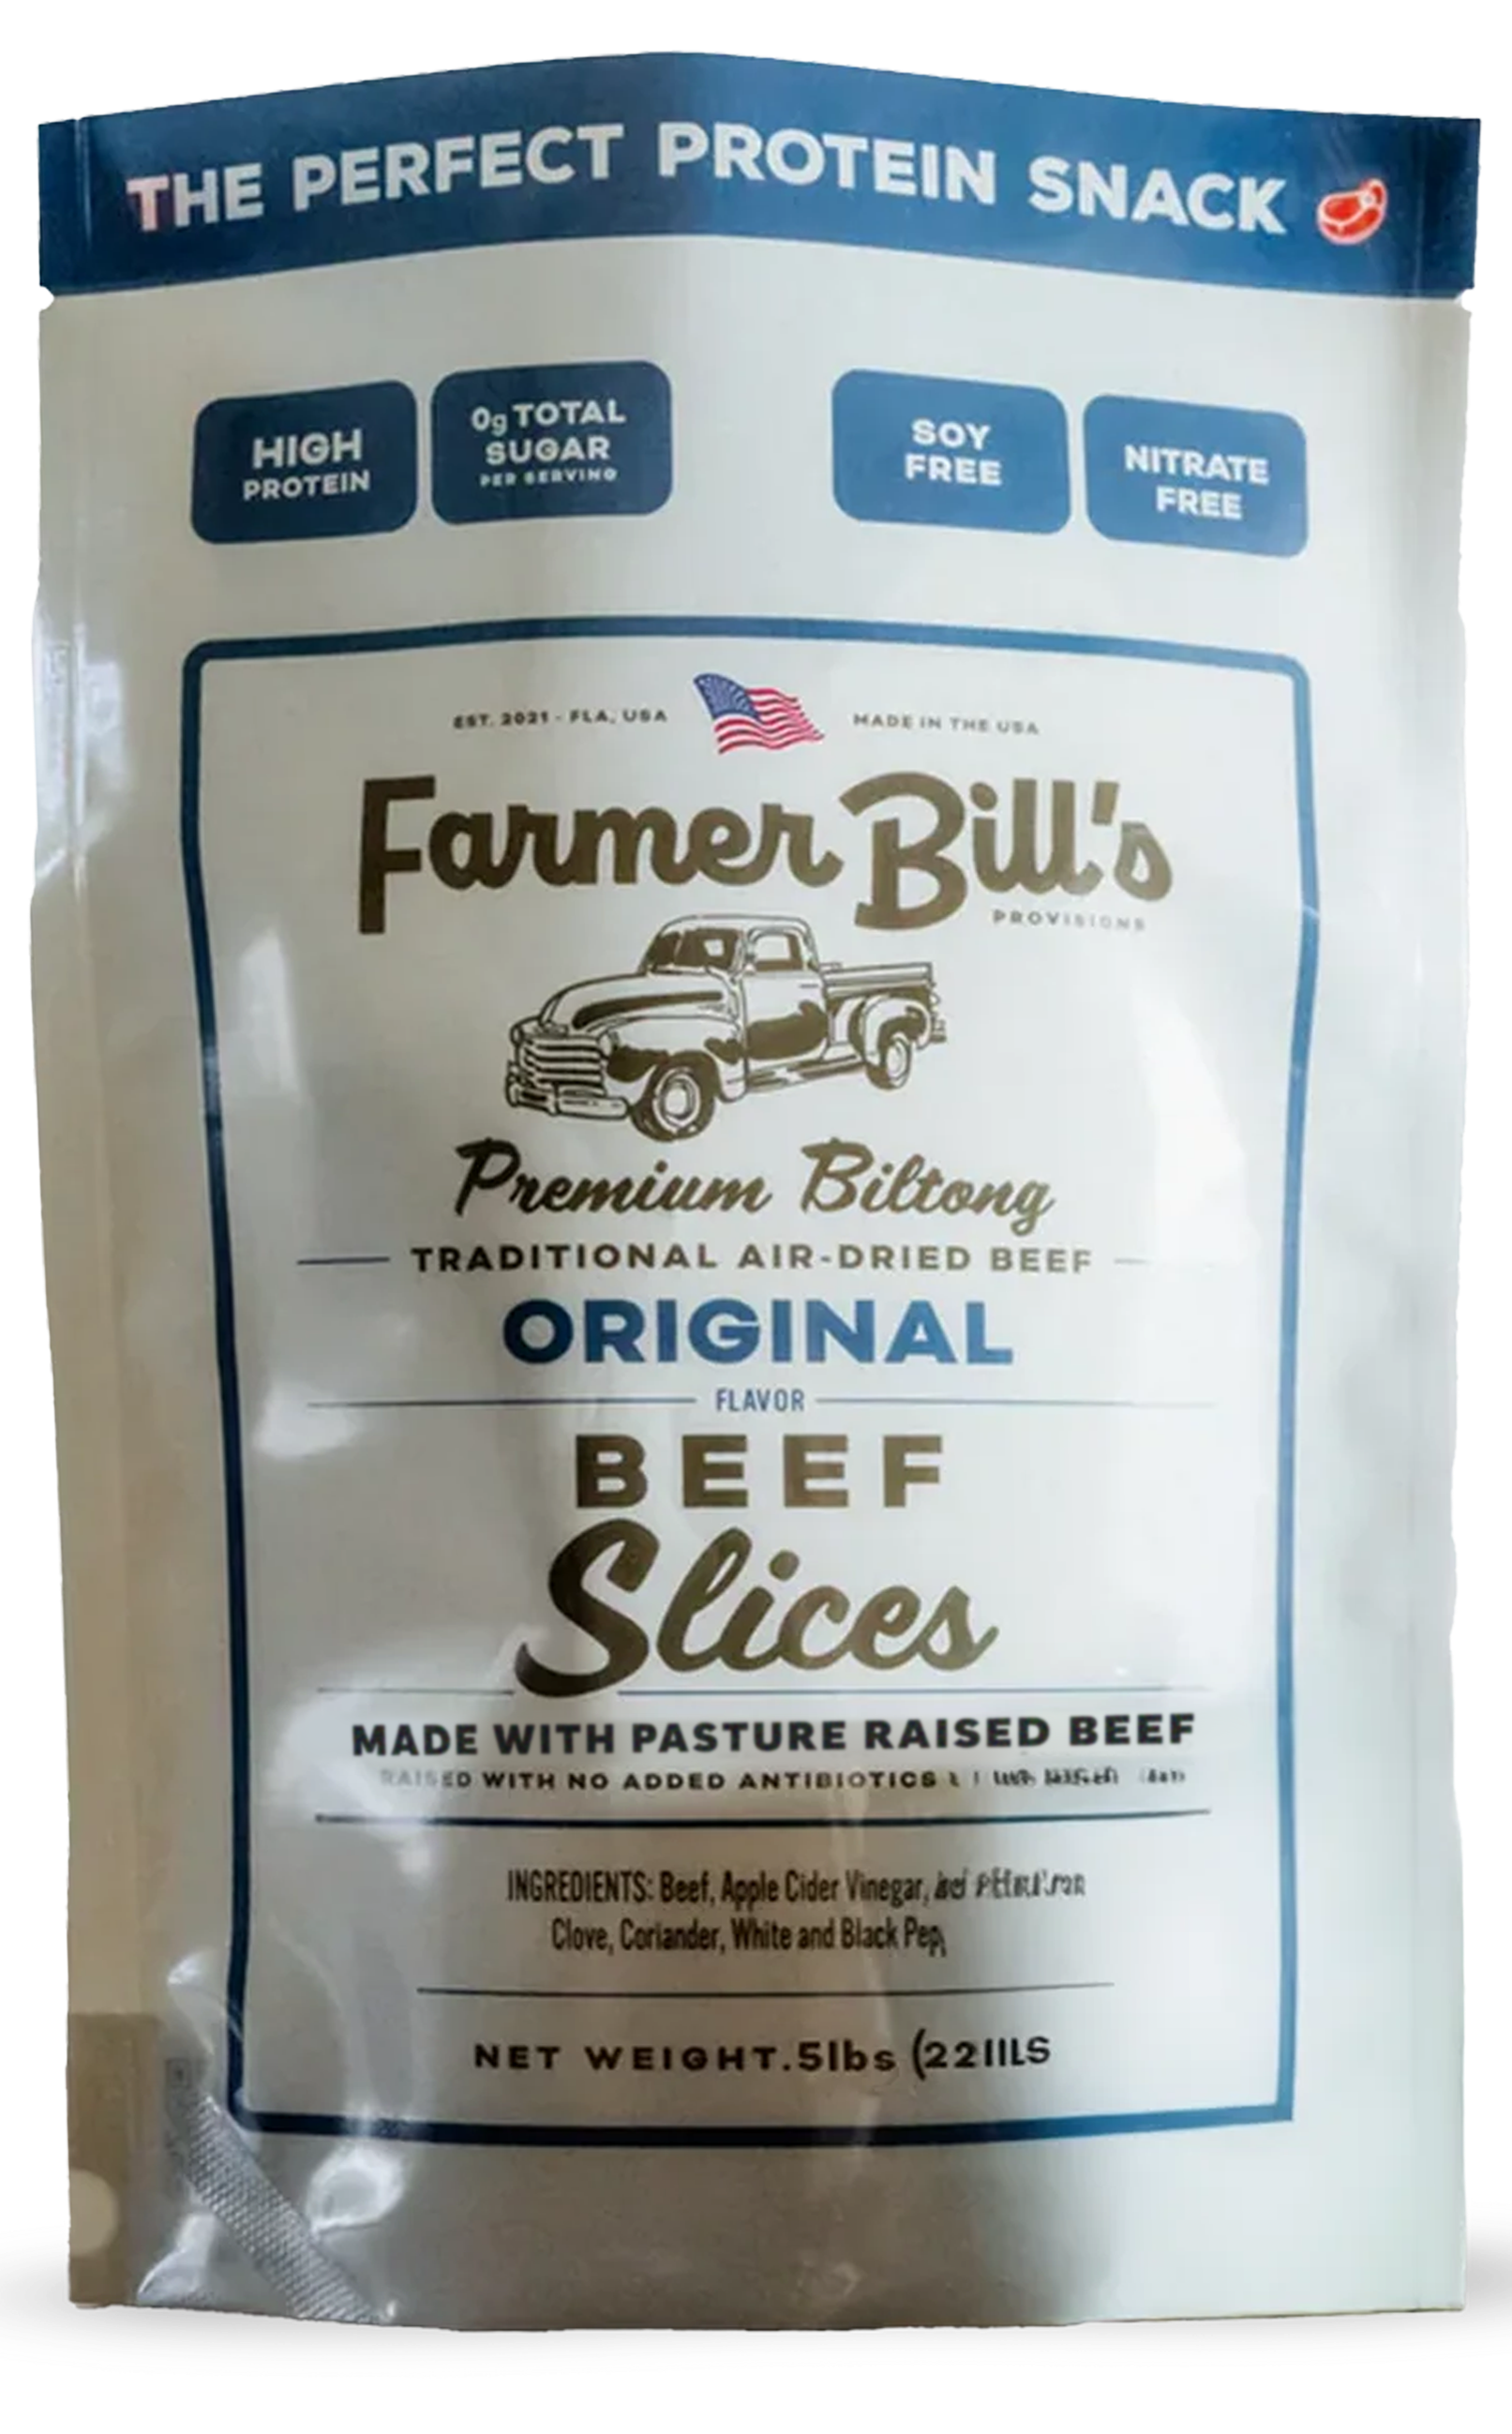 THE PERFECT PROTEIN SNACK
HIGH
PROTEIN
0g TOTAL
SUGAR
PER SERVING
SOY
FREE
NITRATE
FREE
EST. 2021 - FLA, USA
MADE IN THE USA
Farmer Bill's
PROVISIONS
Premium Biltong
TRADITIONAL AIR-DRIED BEEF
ORIGINAL
FLAVOR
BEEF
Slices
MADE WITH PASTURE RAISED BEEF
RAISED WITH NO ADDED ANTIBIOTICS
INGREDIENTS: Beef, Apple Cider Vinegar,
Clove, Coriander, White and Black Pep
NET WEIGHT .5lbs